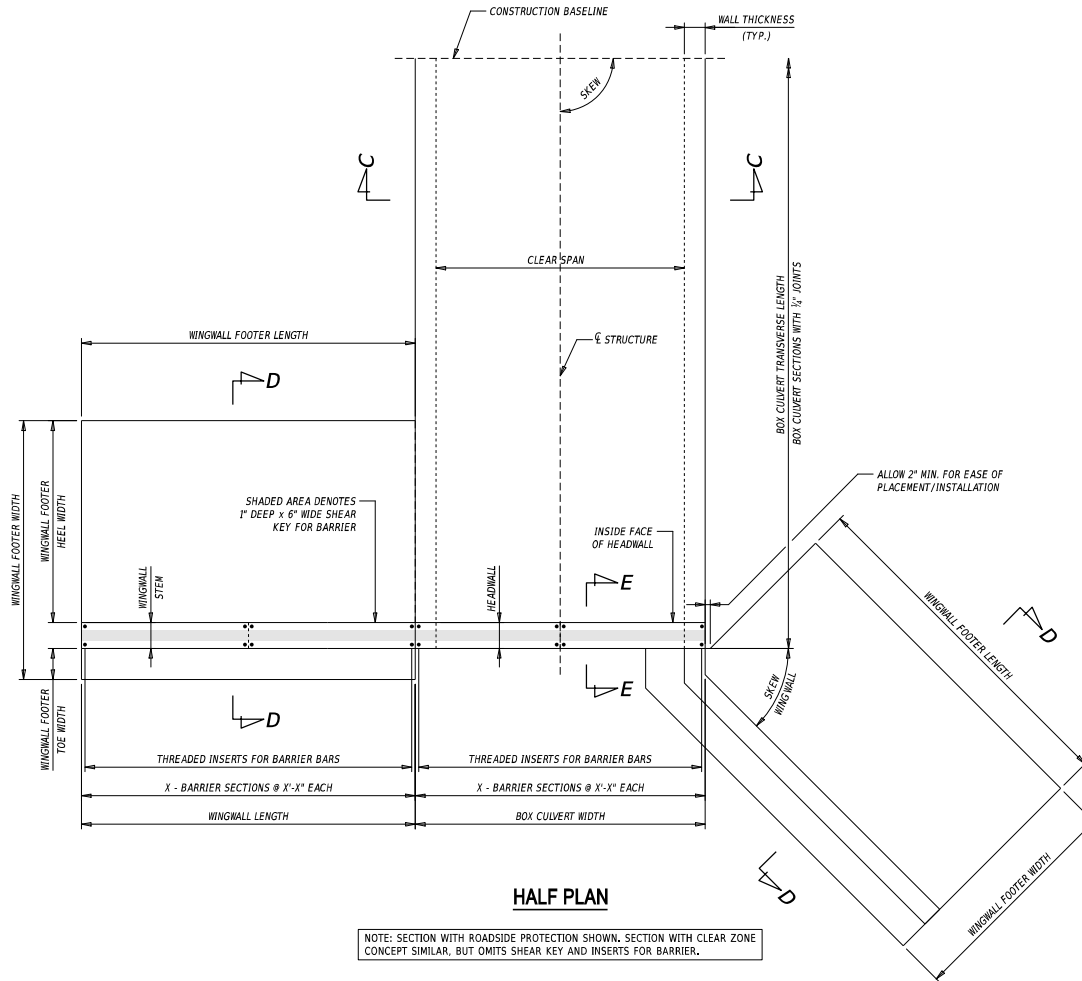 CONSTRUCTION BASELINE
WALL THICKNESS
(TYP.)
SKEW
C
C
CLEAR SPAN
BOX CULVERT TRANSVERSE LENGTH
BOX CULVERT SECTIONS WITH ¼" JOINTS
WINGWALL FOOTER LENGTH
℄ STRUCTURE
D
WINGWALL FOOTER WIDTH
WINGWALL FOOTER
HEEL WIDTH
SHADED AREA DENOTES
1" DEEP x 6" WIDE SHEAR
KEY FOR BARRIER
ALLOW 2" MIN. FOR EASE OF
PLACEMENT/INSTALLATION
INSIDE FACE
OF HEADWALL
WINGWALL
STEM
HEADWALL
E
WINGWALL FOOTER LENGTH
D
E
SKEW
WINGWALL
WINGWALL FOOTER
TOE WIDTH
D
THREADED INSERTS FOR BARRIER BARS
THREADED INSERTS FOR BARRIER BARS
X - BARRIER SECTIONS @ X'-X" EACH
X - BARRIER SECTIONS @ X'-X" EACH
WINGWALL LENGTH
BOX CULVERT WIDTH
D
WINGWALL FOOTER WIDTH
HALF PLAN
NOTE: SECTION WITH ROADSIDE PROTECTION SHOWN. SECTION WITH CLEAR ZONE
CONCEPT SIMILAR, BUT OMITS SHEAR KEY AND INSERTS FOR BARRIER.